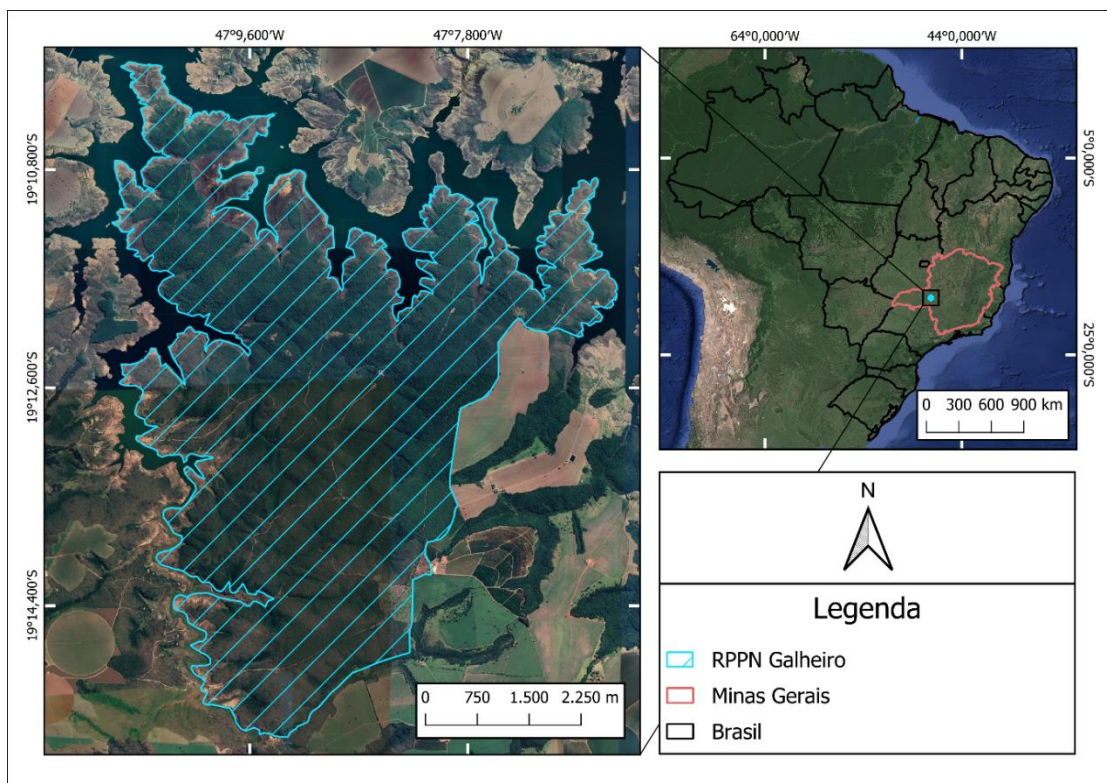 47°9,600'W 47°7,800'W
19°10,800'S
19°12,600'S
19°14,400'S
0 750 1.500 2.250 m
64°0,000'W 44°0,000'W
5°0,000'S
25°0,000'S
0 300 600 900 km
N
Legenda
RPPN Galheiro
Minas Gerais
Brasil